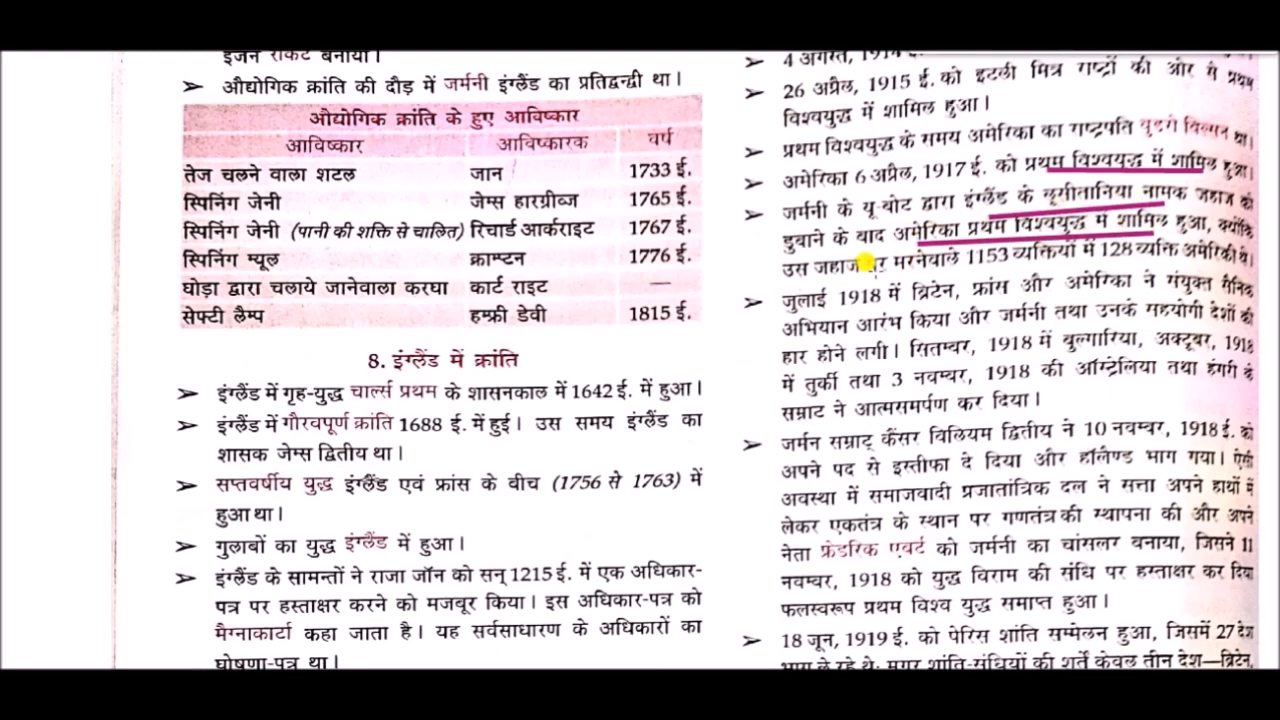 इंजन रॉकेट बनाया।
➤ औद्योगिक क्रांति की दौड़ में जर्मनी इंग्लैंड का प्रतिद्वन्दी था।
औद्योगिक क्रांति के हुए आविष्कार
आविष्कार आविष्कारक वर्ष
तेज चलने वाला शटल जान 1733 ई.
स्पिनिंग जेनी जेम्स हारग्रीव्ज 1765 ई.
स्पिनिंग जेनी (पानी की शक्ति से चालित) रिचार्ड आर्कराइट 1767 ई.
स्पिनिंग म्यूल क्राम्पटन 1776 ई.
घोड़ा द्वारा चलाये जानेवाला करघा कार्ट राइट —
सेफ्टी लैम्प हम्फ्री डेवी 1815 ई.
8. इंग्लैंड में क्रांति
➤ इंग्लैंड में गृह-युद्ध चार्ल्स प्रथम के शासनकाल में 1642 ई. में हुआ।
➤ इंग्लैंड में गौरवपूर्ण क्रांति 1688 ई. में हुई। उस समय इंग्लैंड का
शासक जेम्स द्वितीय था।
➤ सप्तवर्षीय युद्ध इंग्लैंड एवं फ्रांस के बीच (1756 से 1763) में
हुआ था।
➤ गुलाबों का युद्ध इंग्लैंड में हुआ।
➤ इंग्लैंड के सामन्तों ने राजा जॉन को सन् 1215 ई. में एक अधिकार-
पत्र पर हस्ताक्षर करने को मजबूर किया। इस अधिकार-पत्र को
मैग्नाकार्टा कहा जाता है। यह सर्वसाधारण के अधिकारों का
घोषणा-पत्र था।
➤ 4 अगस्त, 1914 ई.
➤ 26 अप्रैल, 1915 ई. को इटली मित्र राष्ट्रों की ओर से प्रथम
विश्वयुद्ध में शामिल हुआ।
➤ प्रथम विश्वयुद्ध के समय अमेरिका का राष्ट्रपति वुडरो विल्सन था।
➤ अमेरिका 6 अप्रैल, 1917 ई. को प्रथम विश्वयुद्ध में शामिल हुआ।
➤ जर्मनी के यू-बोट द्वारा इंग्लैंड के लूसीतानिया नामक जहाज को
डुबाने के बाद अमेरिका प्रथम विश्वयुद्ध में शामिल हुआ, क्योंकि
उस जहाज पर मरनेवाले 1153 व्यक्तियों में 128 व्यक्ति अमेरिकी थे।
➤ जुलाई 1918 में ब्रिटेन, फ्रांस और अमेरिका ने संयुक्त सैनिक
अभियान आरंभ किया और जर्मनी तथा उनके सहयोगी देशों की
हार होने लगी। सितम्बर, 1918 में बुल्गारिया, अक्टूबर, 1918
में तुर्की तथा 3 नवम्बर, 1918 को ऑस्ट्रेलिया तथा हंगरी के
सम्राट ने आत्मसमर्पण कर दिया।
➤ जर्मन सम्राट् कैसर विलियम द्वितीय ने 10 नवम्बर, 1918 ई. को
अपने पद से इस्तीफा दे दिया और हॉलैण्ड भाग गया। ऐसी
अवस्था में समाजवादी प्रजातांत्रिक दल ने सत्ता अपने हाथों में
लेकर एकतंत्र के स्थान पर गणतंत्र की स्थापना की और अपने
नेता फ्रेडरिक एवर्ट को जर्मनी का चांसलर बनाया, जिसने 11
नवम्बर, 1918 को युद्ध विराम की संधि पर हस्ताक्षर कर दिया
फलस्वरूप प्रथम विश्व युद्ध समाप्त हुआ।
➤ 18 जून, 1919 ई. को पेरिस शांति सम्मेलन हुआ, जिसमें 27 देश
भाग ले रहे थे; मगर शांति-संधियों की शर्ते केवल तीन देश—ब्रिटेन,